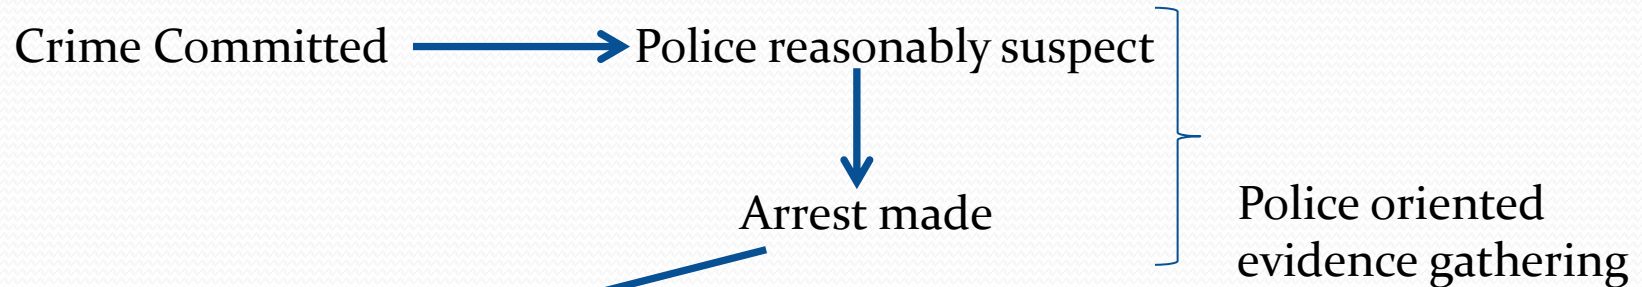 Crime Committed
Police reasonably suspect
Arrest made
Police oriented
evidence gathering